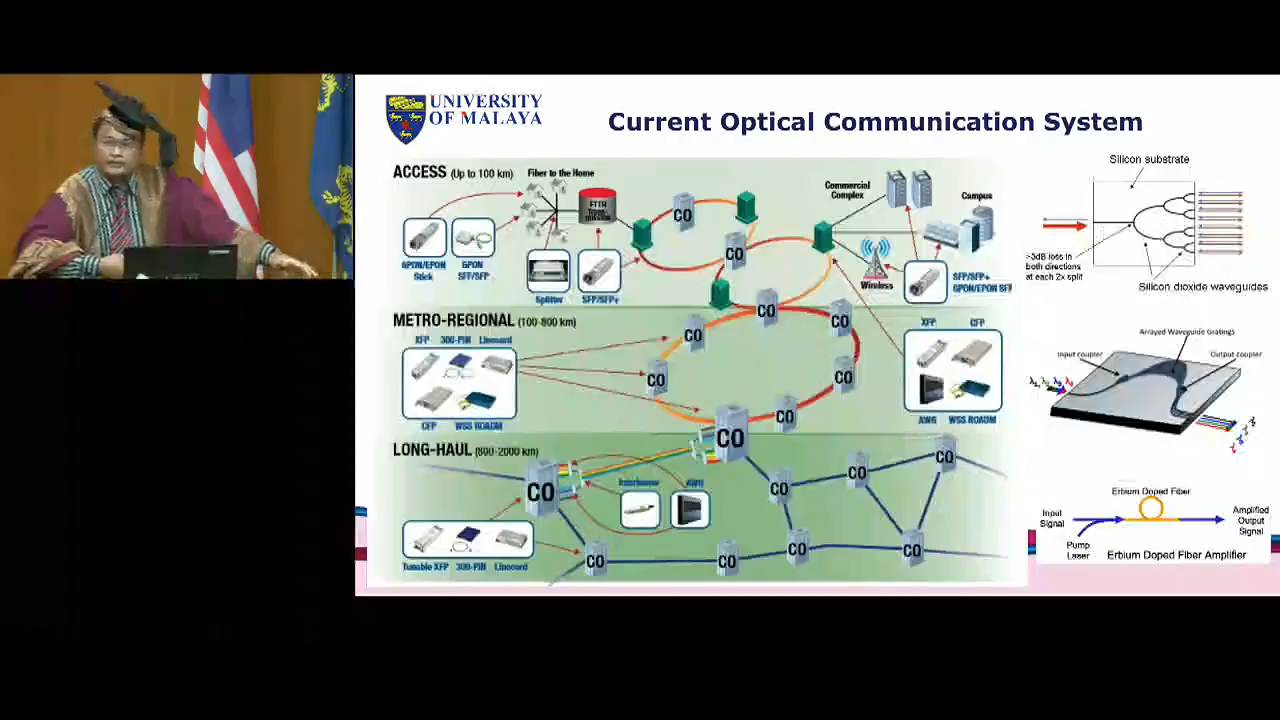 UNIVERSITY
OF MALAYA
Current Optical Communication System
ACCESS (Up to 100 km)
Fiber to the Home
Commercial
Complex
Campus
GPON/EPON
Stick
GPON
SFF/SFP
Splitter
SFP/SFP+
CO
CO
Wireless
SFP/SFP+
GPON/EPON SFF
METRO-REGIONAL (100-800 km)
XFP 300-PIN Linecard
CFP WSS ROADM
CO
CO
CO
CO
CO
CO
CO
XFP CFP
AWG WSS ROADM
LONG-HAUL (800-2000 km)
CO
Interleaver
AWG
Tunable XFP 300-PIN Linecard
CO
CO
CO
CO
CO
CO
CO
Silicon substrate
>3dB loss in
both directions
at each 2x split
Silicon dioxide waveguides
Arrayed Waveguide Gratings
Input coupler
Output coupler
Erbium Doped Fiber
Input
Signal
Amplified
Output
Signal
Pump
Laser
Erbium Doped Fiber Amplifier